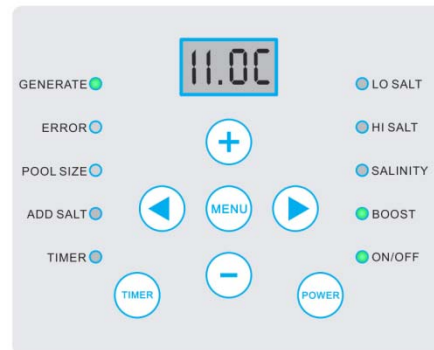 11.0C
GENERATE
LO SALT
ERROR
HI SALT
POOL SIZE
SALINITY
MENU
ADD SALT
BOOST
TIMER
ON/OFF
TIMER
POWER